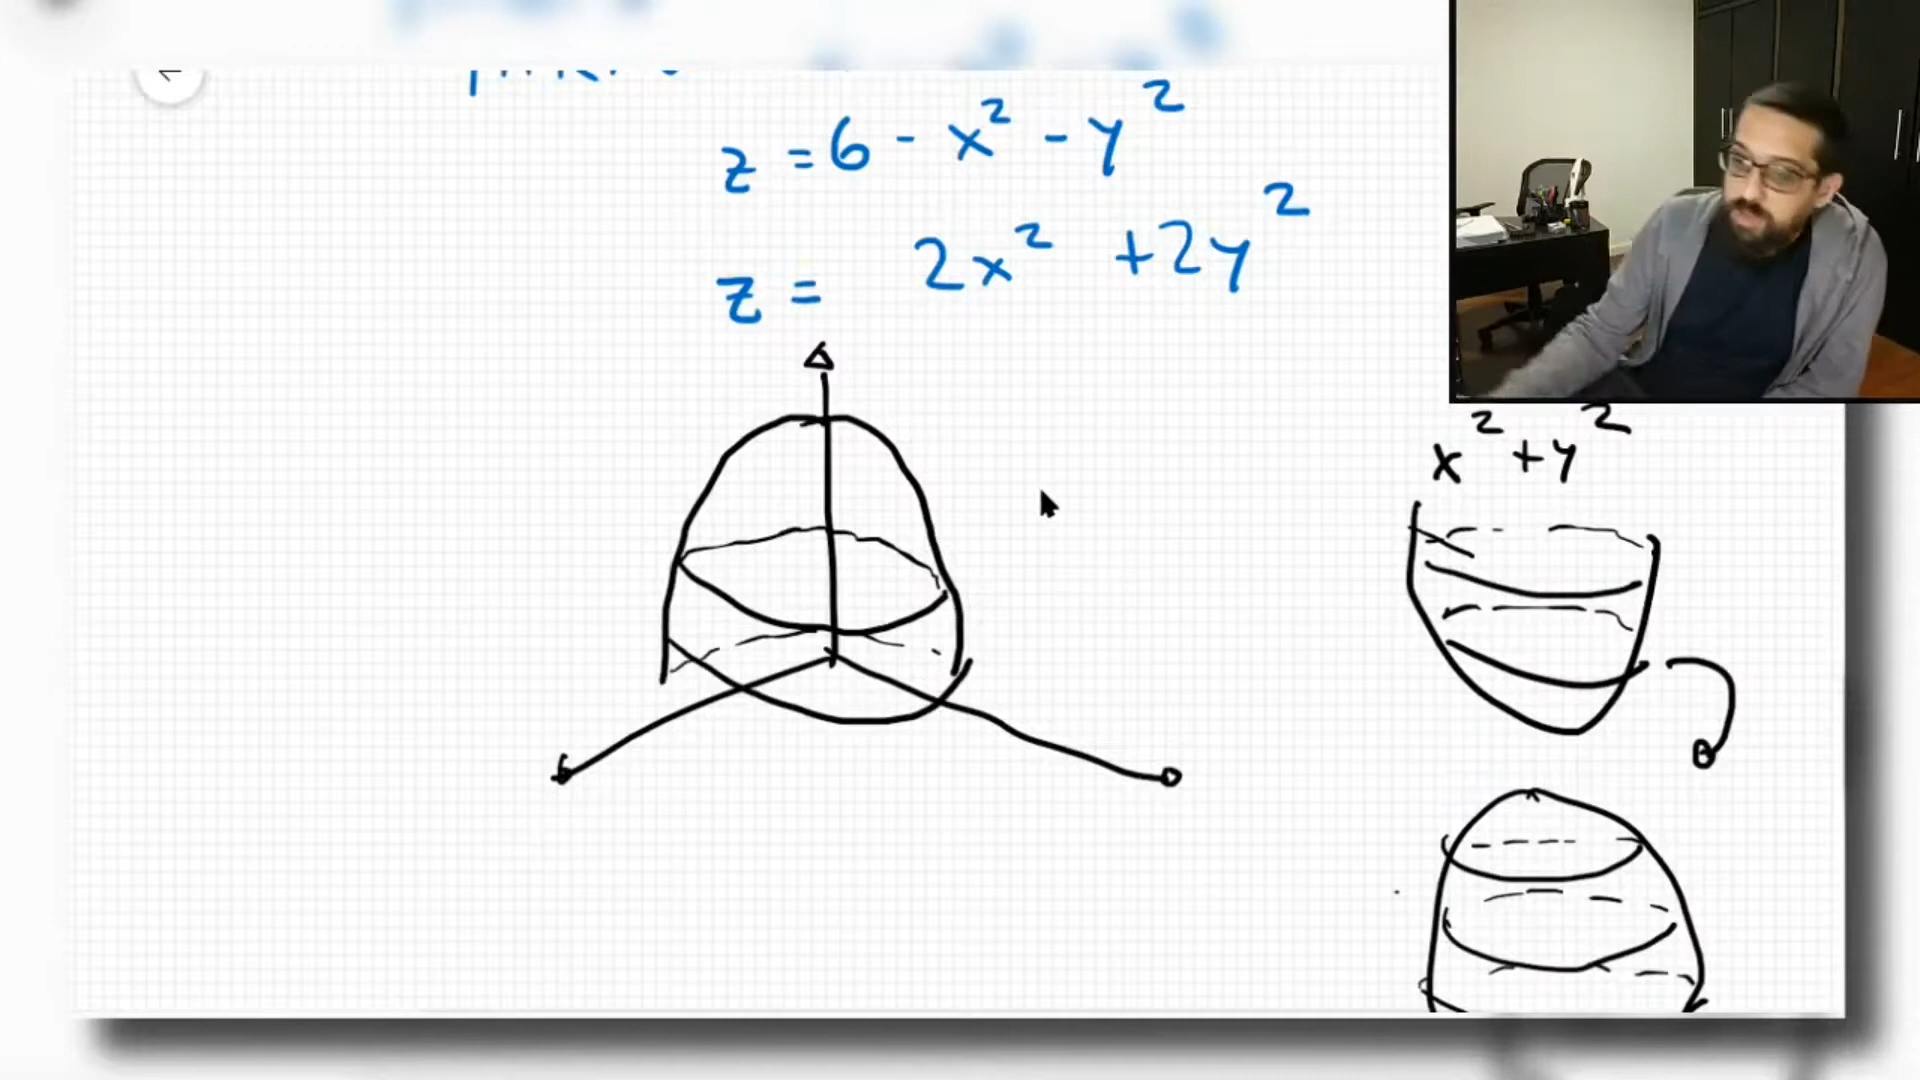 z = 6 - x² - y²
z = 2x² + 2y²
x² + y²